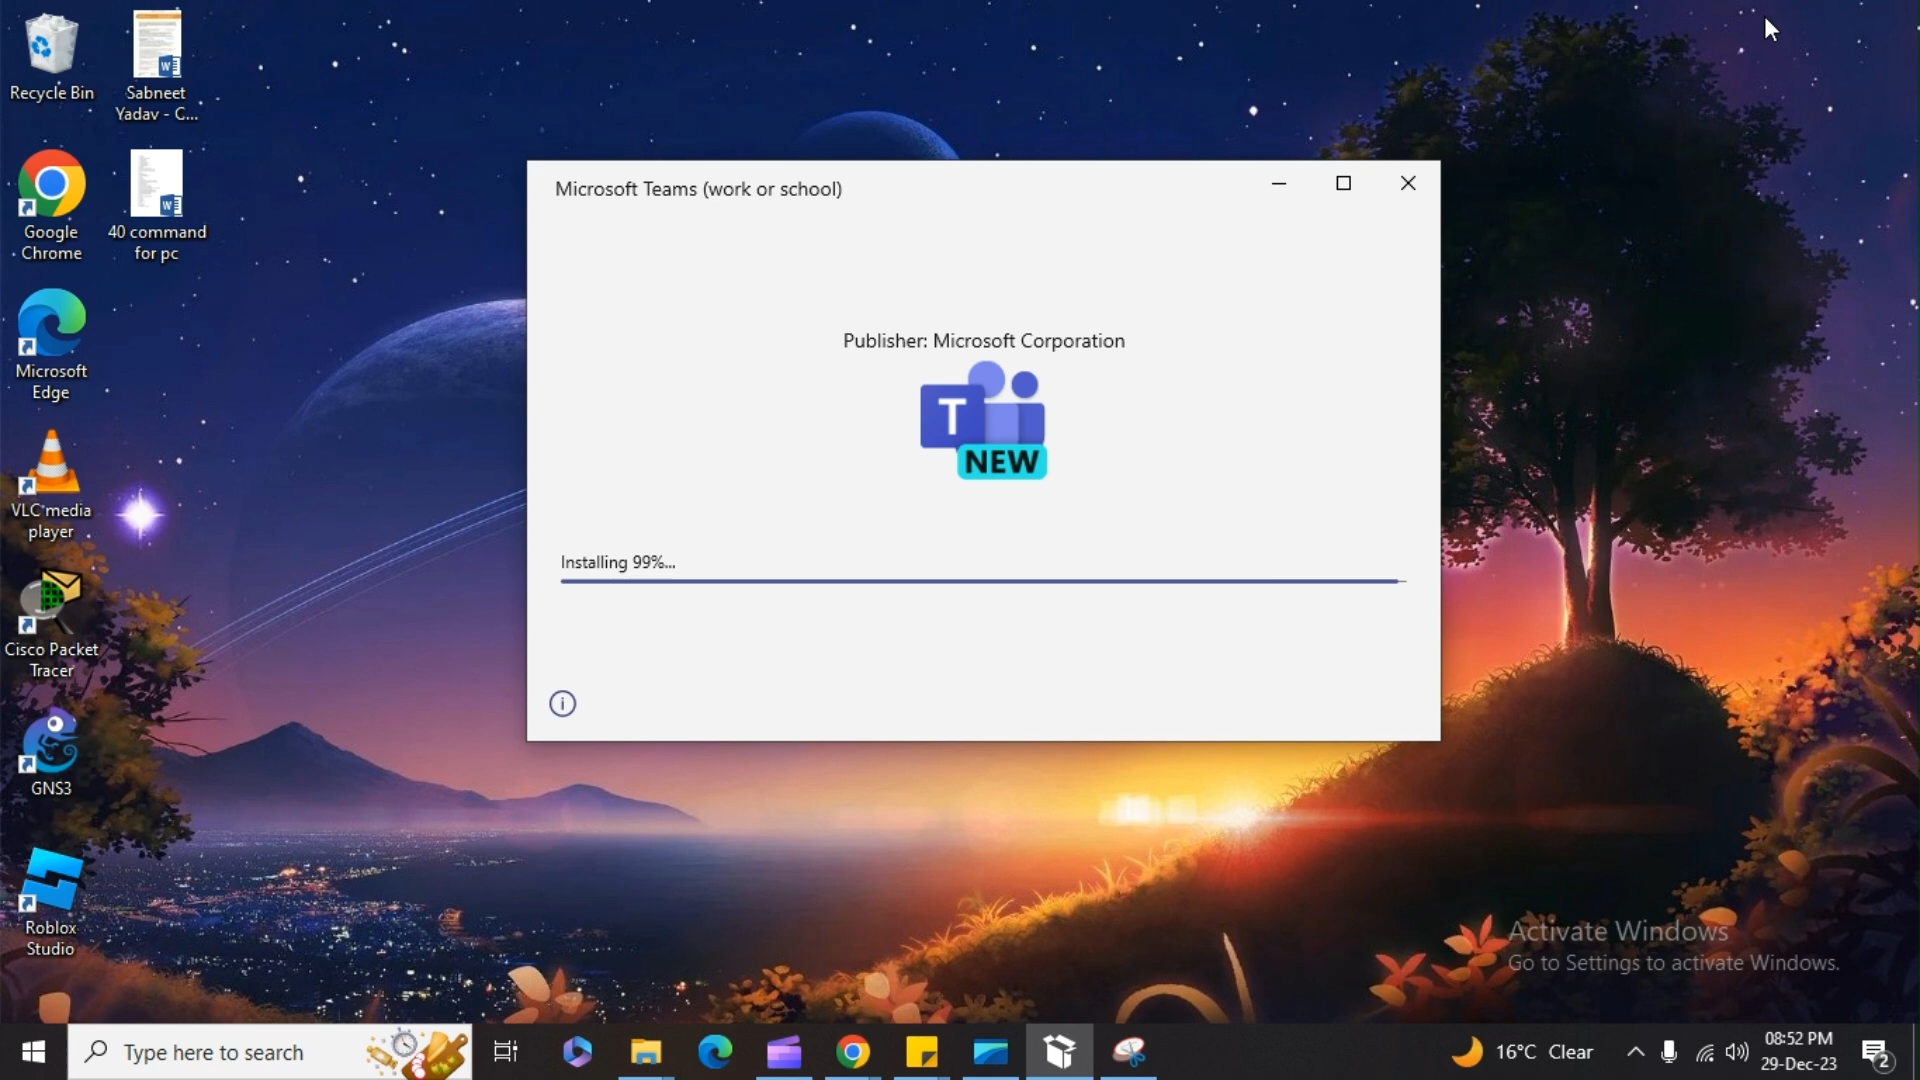 Recycle Bin
Sabneet
Yadav - C...
Google
Chrome
40 command
for pc
Microsoft
Edge
VLC media
player
Cisco Packet
Tracer
GNS3
Roblox
Studio
Microsoft Teams (work or school)
Publisher: Microsoft Corporation
T
NEW
Installing 99%...
Activate Windows
Go to Settings to activate Windows.
Type here to search
16°C Clear
08:52 PM
29-Dec-23
2